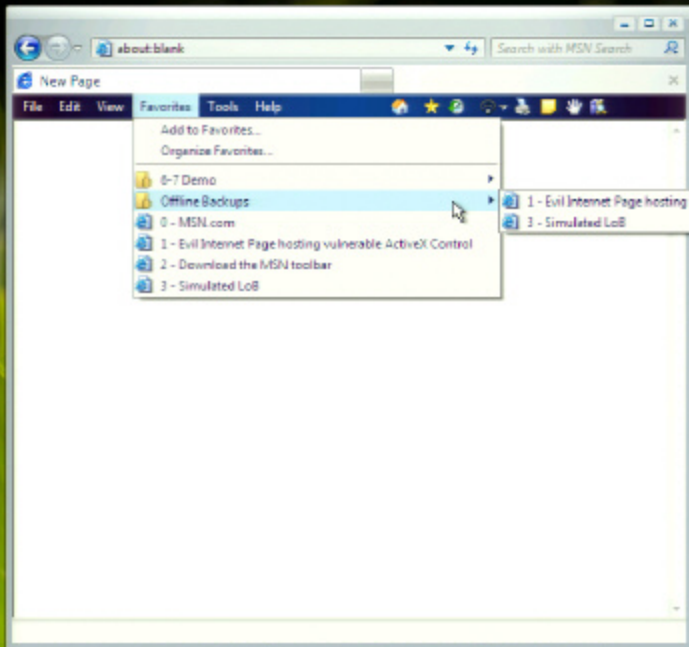 about:blank
Search with MSN Search
New Page
File Edit View Favorites Tools Help
Add to Favorites...
Organize Favorites...
6-7 Demo
Offline Backups
0 - MSN.com
1 - Evil Internet Page hosting vulnerable ActiveX Control
2 - Download the MSN toolbar
3 - Simulated LoB
1 - Evil Internet Page hosting
3 - Simulated LoB